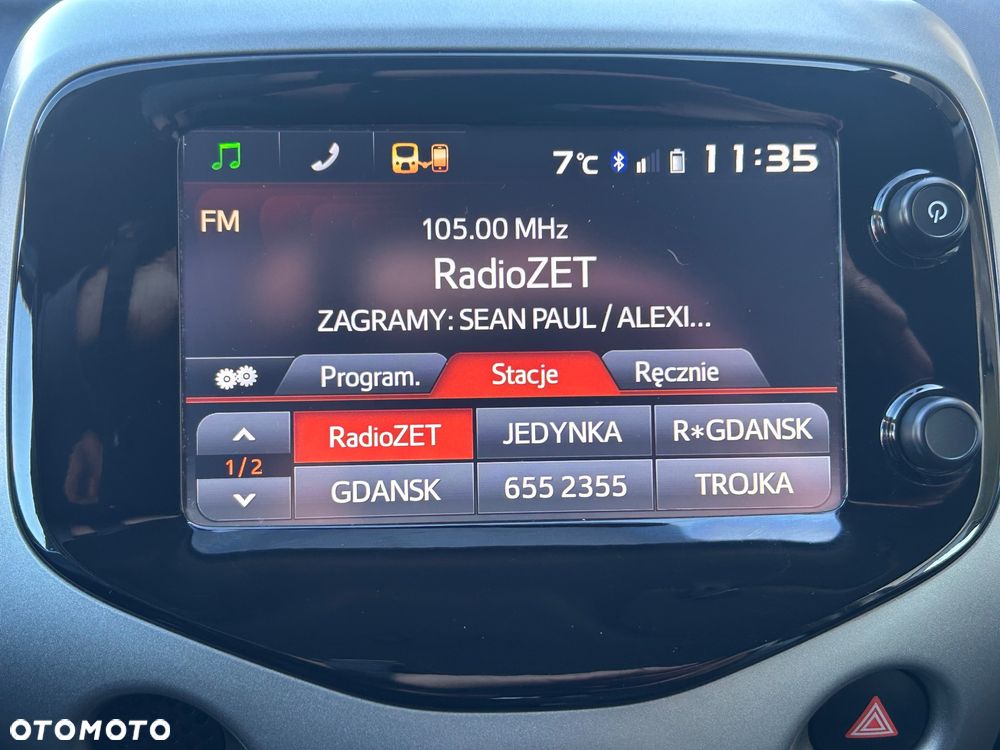 7°C 11:35
FM
105.00 MHz
RadioZET
ZAGRAMY: SEAN PAUL / ALEXI...
Program. Stacje Ręcznie
RadioZET JEDYNKA R*GDANSK
1/2
GDANSK 655 2355 TROJKA
OTOMOTO